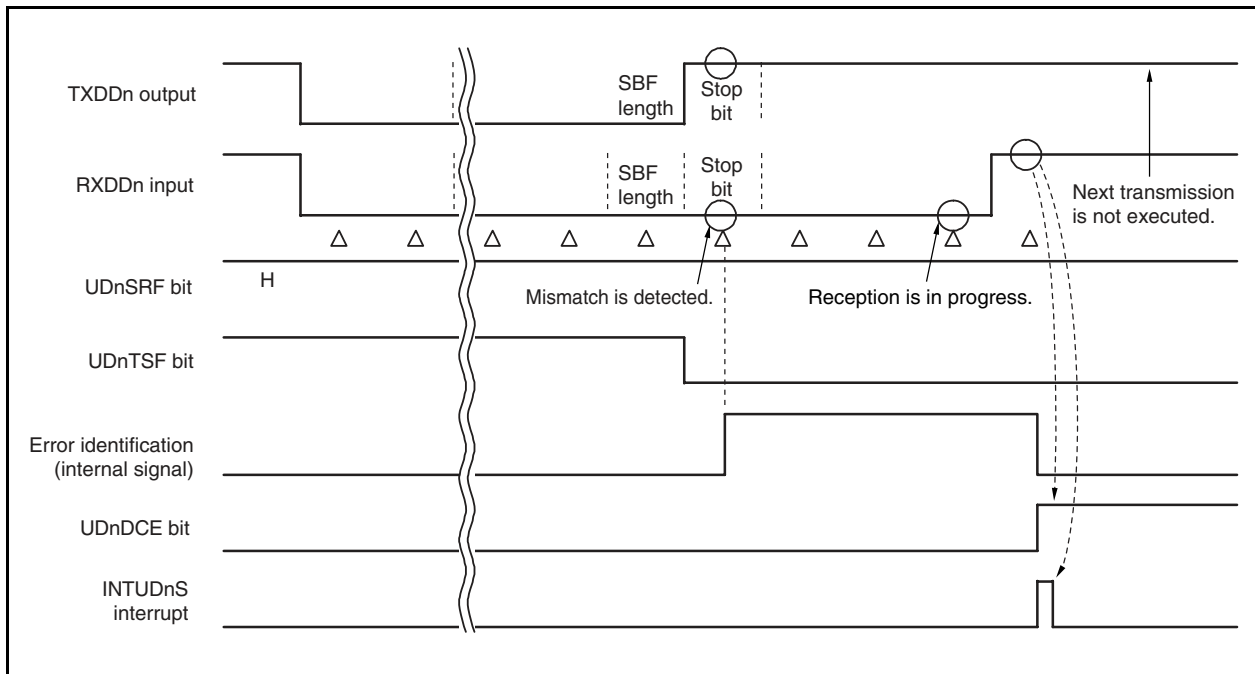 TXDDn output
SBF
length
Stop
bit
RXDDn input
SBF
length
Stop
bit
Next transmission
is not executed.
UDnSRF bit
H
Mismatch is detected.
Reception is in progress.
UDnTSF bit
Error identification
(internal signal)
UDnDCE bit
INTUDnS
interrupt